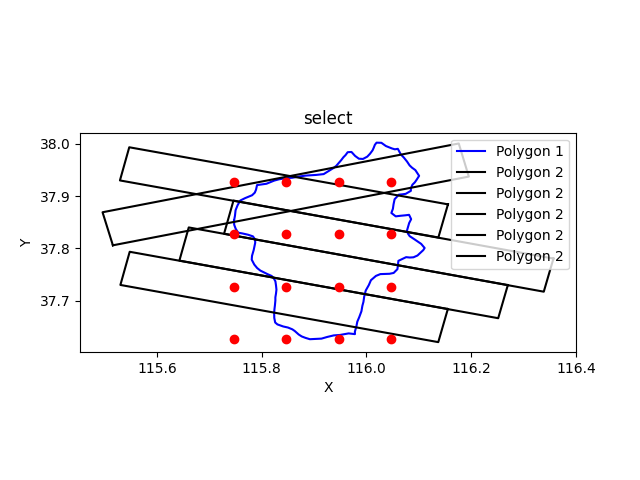 select
38.0
37.9
37.8
37.7
Y
115.6
115.8
116.0
116.2
116.4
X
Polygon 1
Polygon 2
Polygon 2
Polygon 2
Polygon 2
Polygon 2